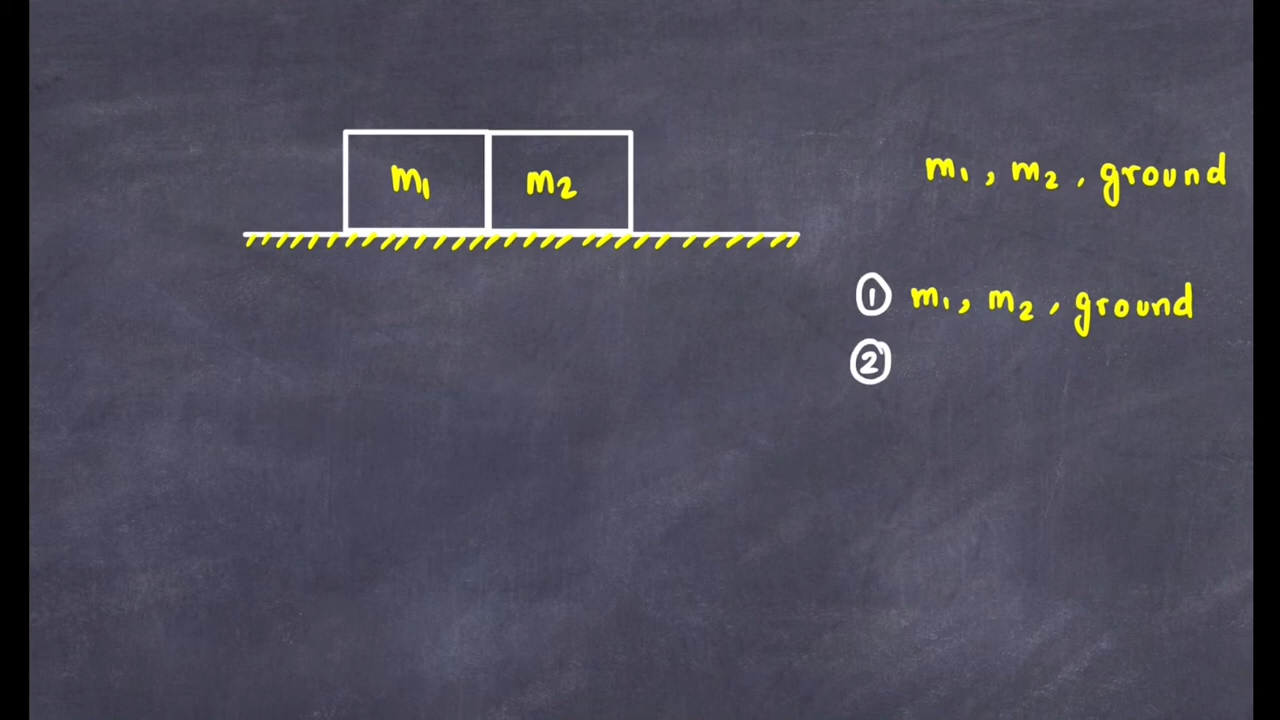 m₁ m₂
m₁, m₂, ground
① m₁, m₂, ground
②